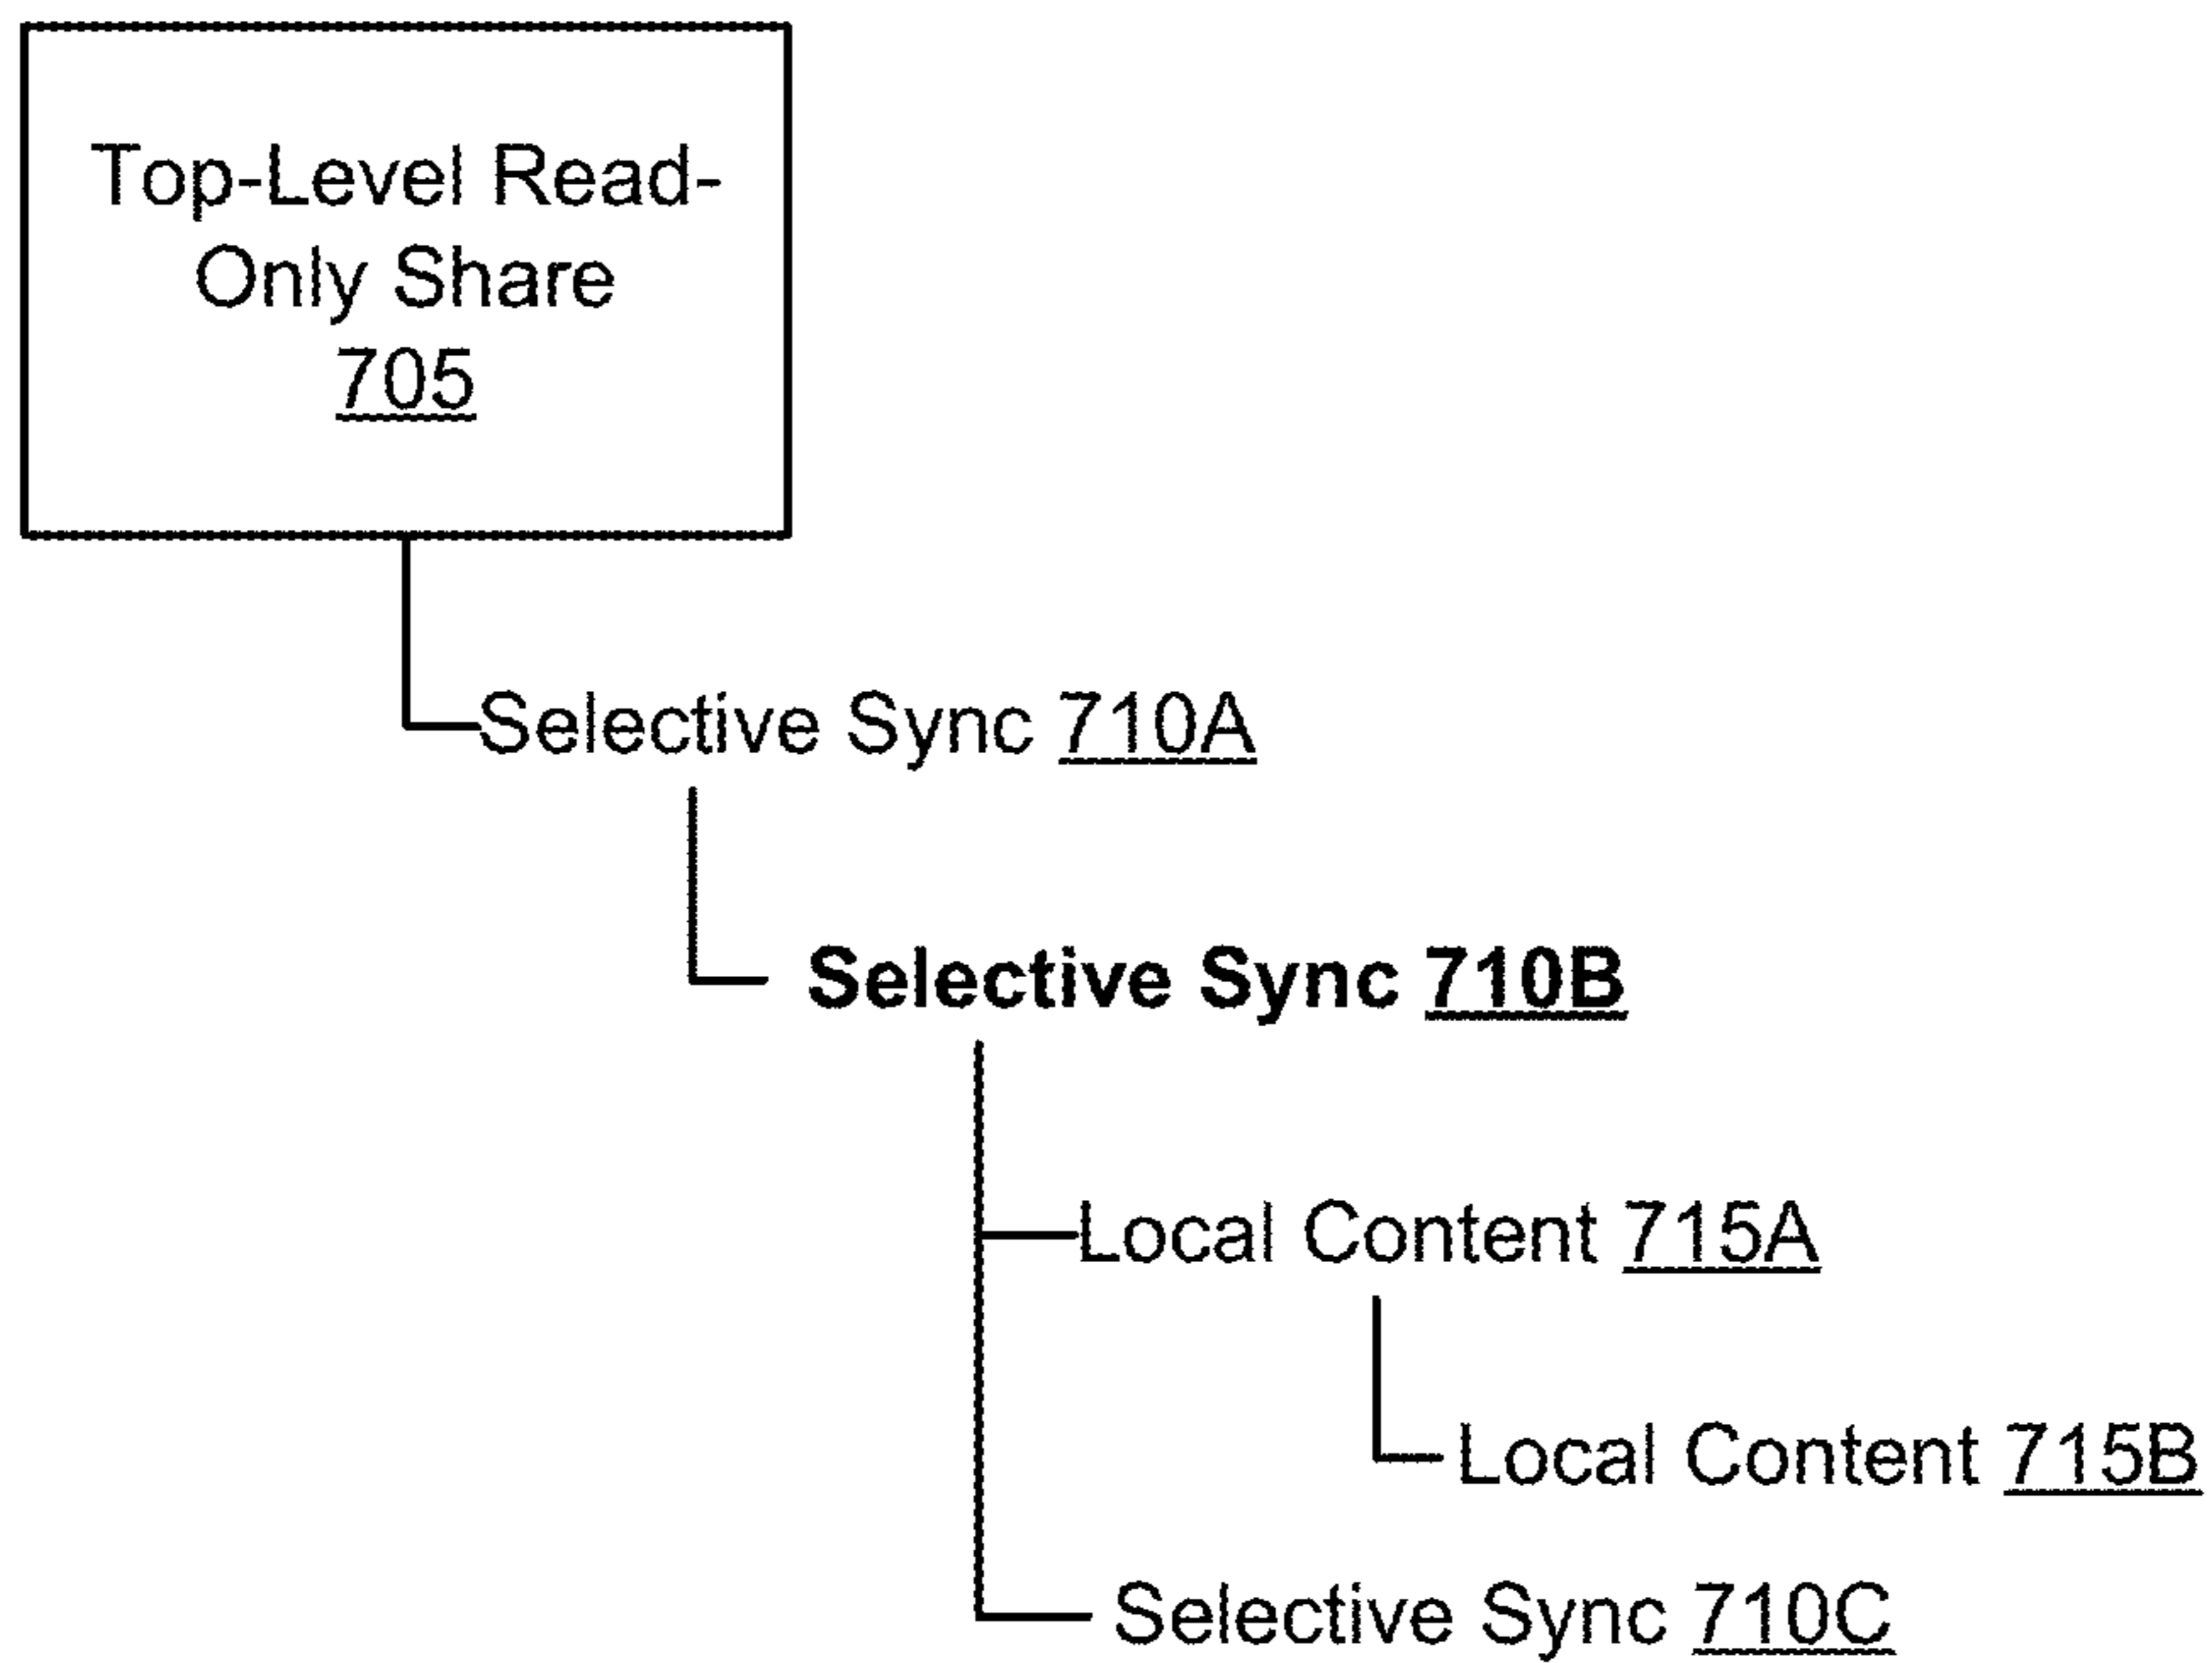 Top-Level Read-
Only Share
705
Selective Sync 710A
Selective Sync 710B
Local Content 715A
Local Content 715B
Selective Sync 710C